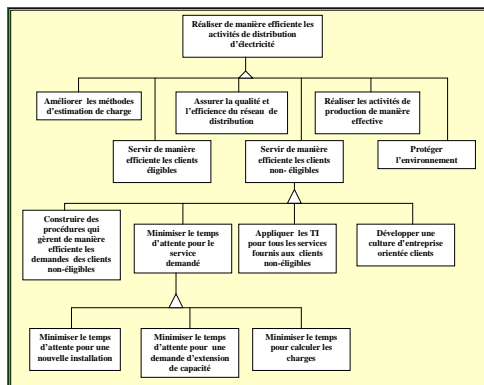 Réaliser de manière efficiente les
activités de distribution
d'électricité
Améliorer les méthodes
d'estimation de charge
Assurer la qualité et
l'efficience du réseau de
distribution
Réaliser les activités de
production de manière
effective
Servir de manière
efficiente les clients
éligibles
Servir de manière
efficiente les clients
non- éligibles
Protéger
l'environnement
Construire des
procédures qui
gèrent de manière
efficiente les
demandes des clients
non-éligibles
Minimiser le temps
d'attente pour le
service
demandé
Appliquer les TI
pour tous les services
fournis aux clients
non-éligibles
Développer une
culture d'entreprise
orientée clients
Minimiser le temps
d'attente pour une
nouvelle installation
Minimiser le temps
d'attente pour une
demande d'extension
de capacité
Minimiser le temps
pour calculer les
charges